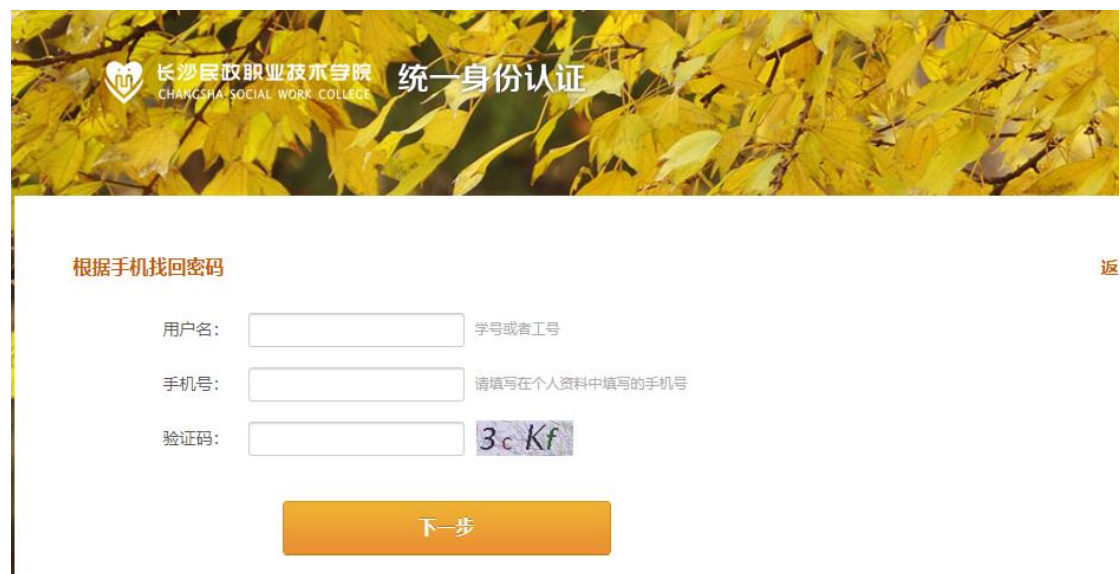 长沙民政职业技术学院 统一身份认证
CHANGSHA SOCIAL WORK COLLEGE
根据手机找回密码 返
用户名： 学号或者工号
手机号： 请填写在个人资料中填写的手机号
验证码： 3cKf
下一步